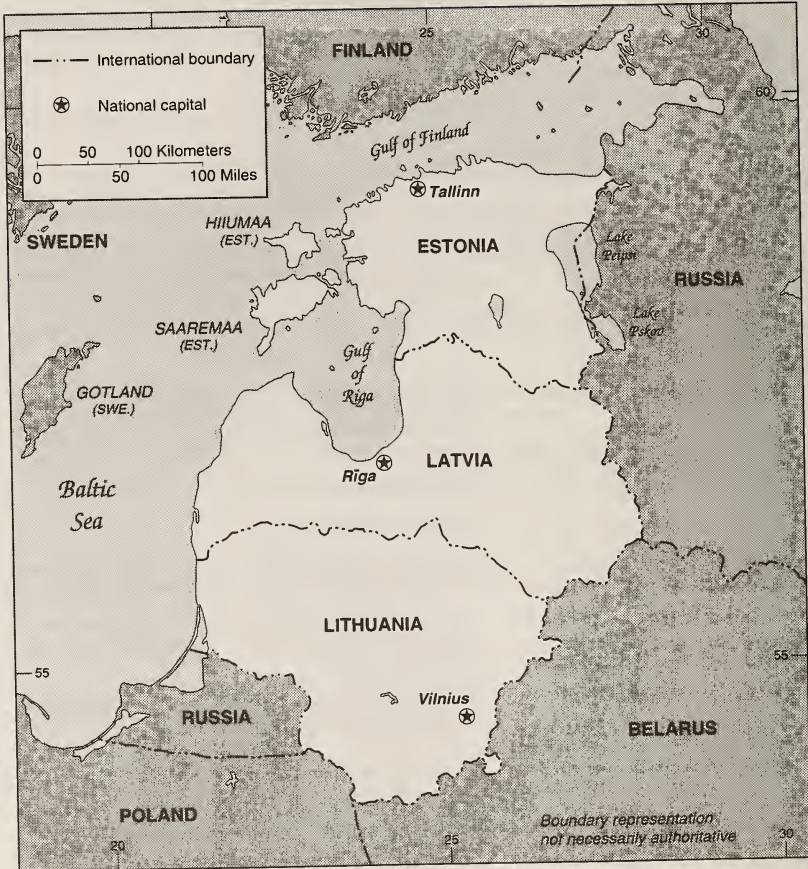 25
30
FINLAND
International boundary
National capital
0 50 100 Kilometers
0 50 100 Miles
60
Gulf of Finland
Tallinn
HIIUMAA
(EST.)
SWEDEN
ESTONIA
Lake
Peipsi
RUSSIA
SAAREMAA
(EST.)
Lake
Pskov
Gulf
of
Riga
GOTLAND
(SWE.)
LATVIA
Rīga
Baltic
Sea
LITHUANIA
55
55
Vilnius
RUSSIA
BELARUS
POLAND
Boundary representation
not necessarily authoritative
20
25
30